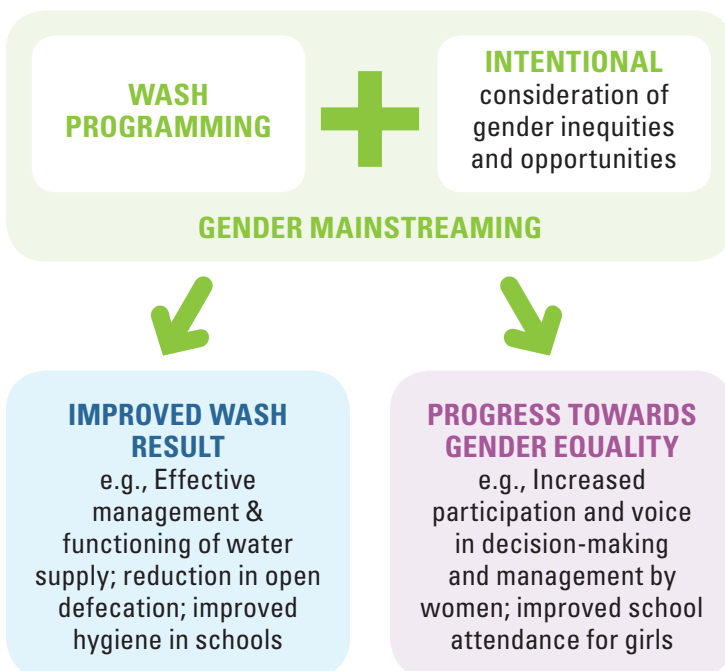 WASH
PROGRAMMING
INTENTIONAL
consideration of
gender inequities
and opportunities
GENDER MAINSTREAMING
IMPROVED WASH
RESULT
e.g., Effective
management &
functioning of water
supply; reduction in open
defecation; improved
hygiene in schools
PROGRESS TOWARDS
GENDER EQUALITY
e.g., Increased
participation and voice
in decision-making
and management by
women; improved school
attendance for girls